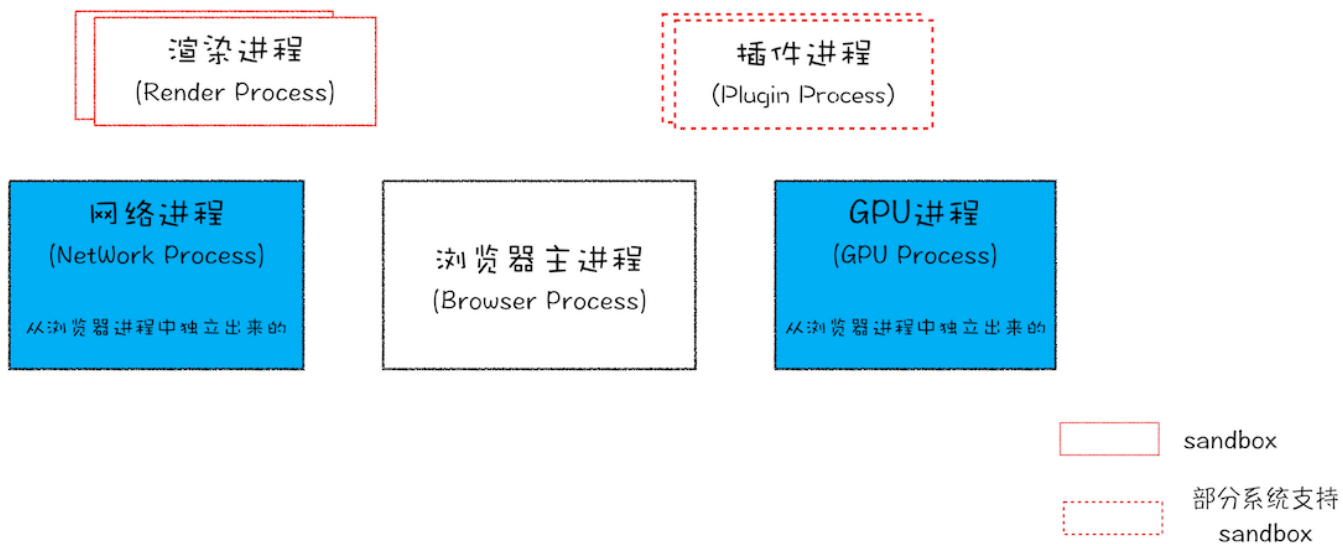 渲染进程
(Render Process)
插件进程
(Plugin Process)
网络进程
(NetWork Process)
从浏览器进程中独立出来的
浏览器主进程
(Browser Process)
GPU进程
(GPU Process)
从浏览器进程中独立出来的
sandbox
部分系统支持
sandbox